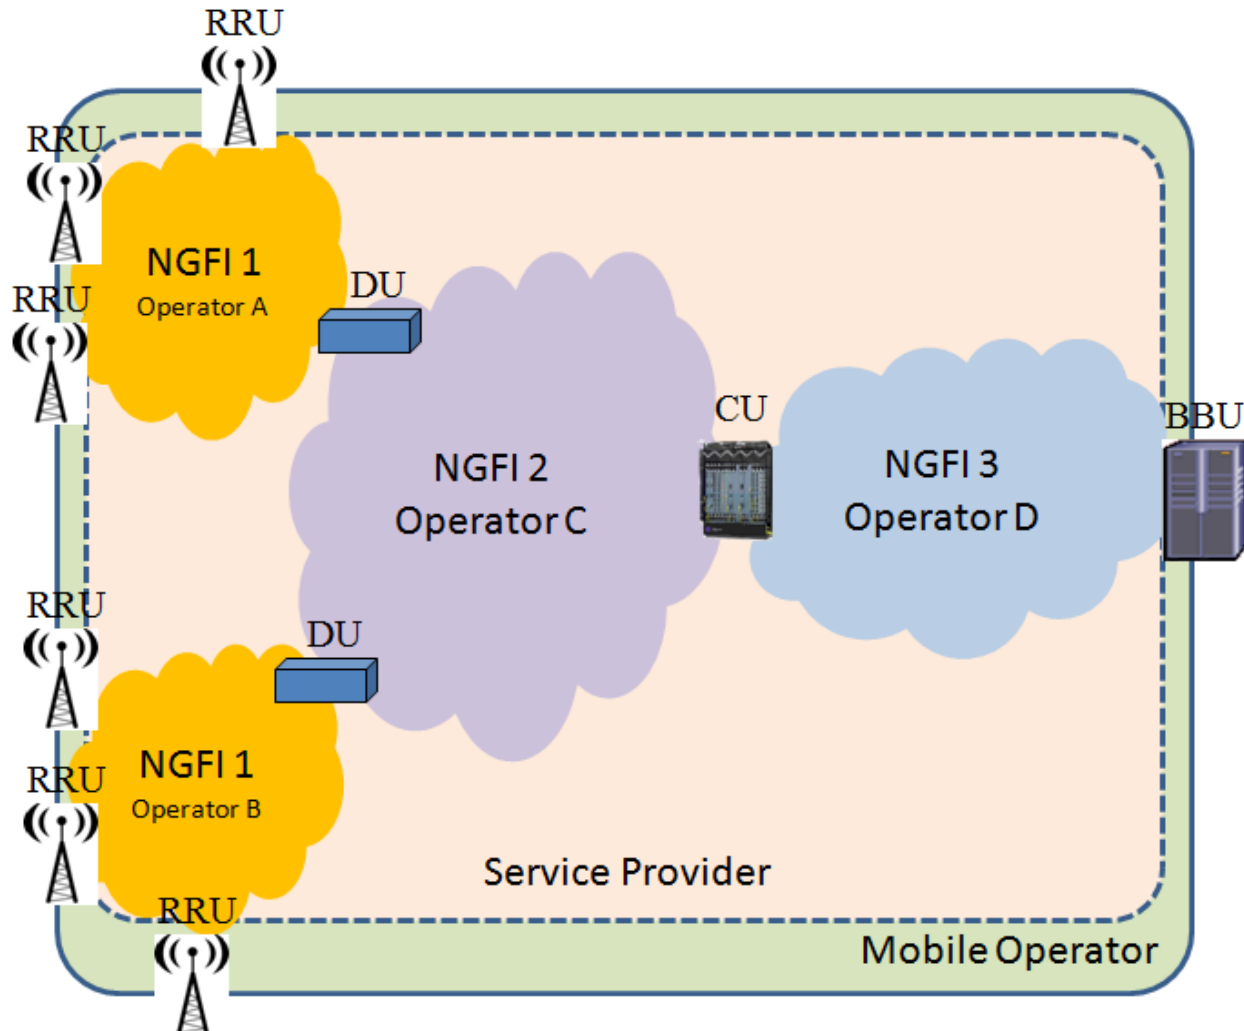 RRU
RRU
NGFI 1
Operator A
RRU
DU
CU
BBU
NGFI 2
Operator C
NGFI 3
Operator D
RRU
DU
NGFI 1
Operator B
RRU
Service Provider
RRU
Mobile Operator